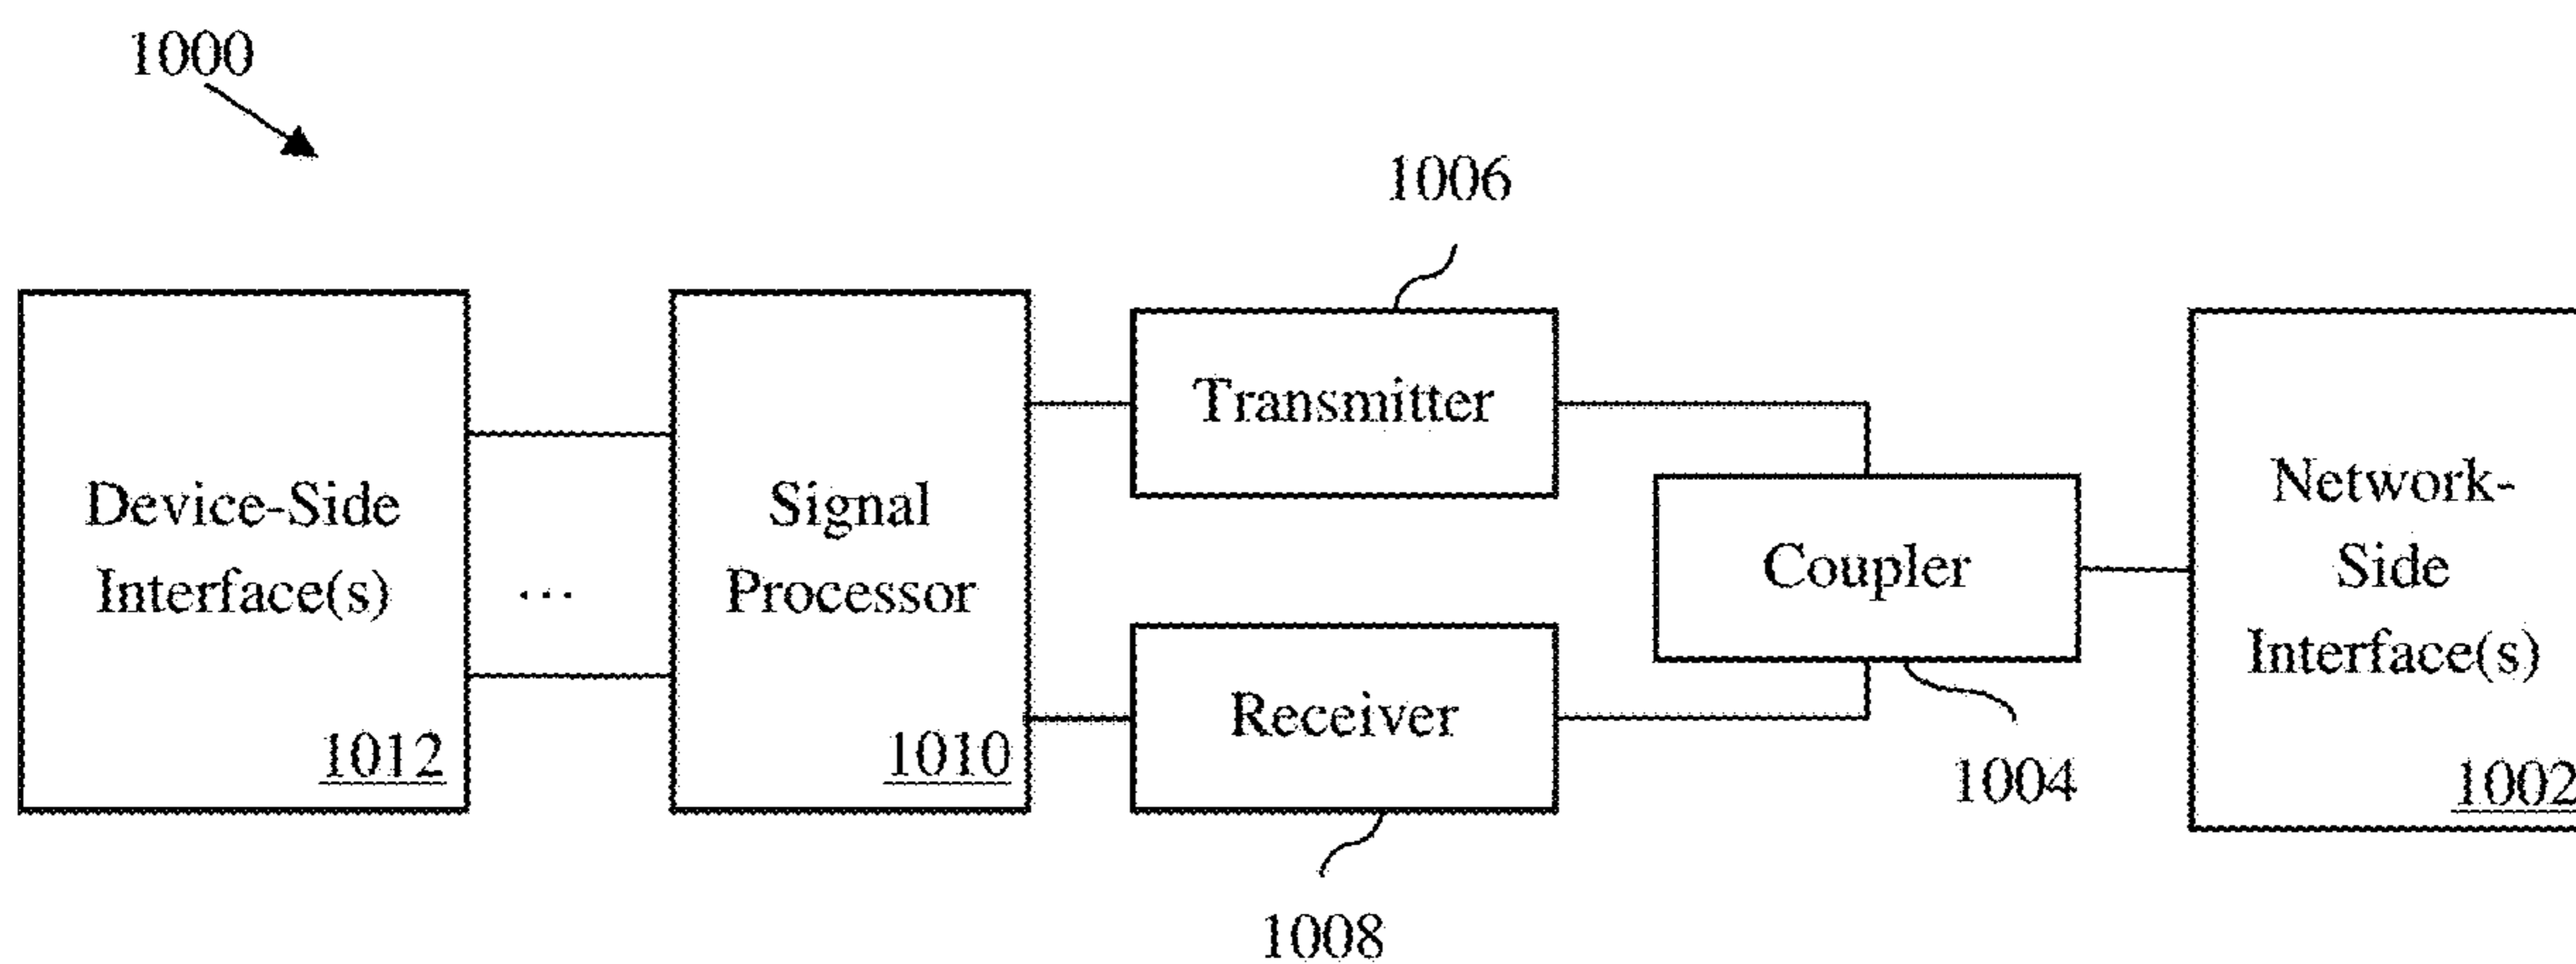 1000
1006
Device-Side
Interface(s)
...
1012
Signal
Processor
1010
Transmitter
Receiver
1008
Coupler
1004
Network-
Side
Interface(s)
1002